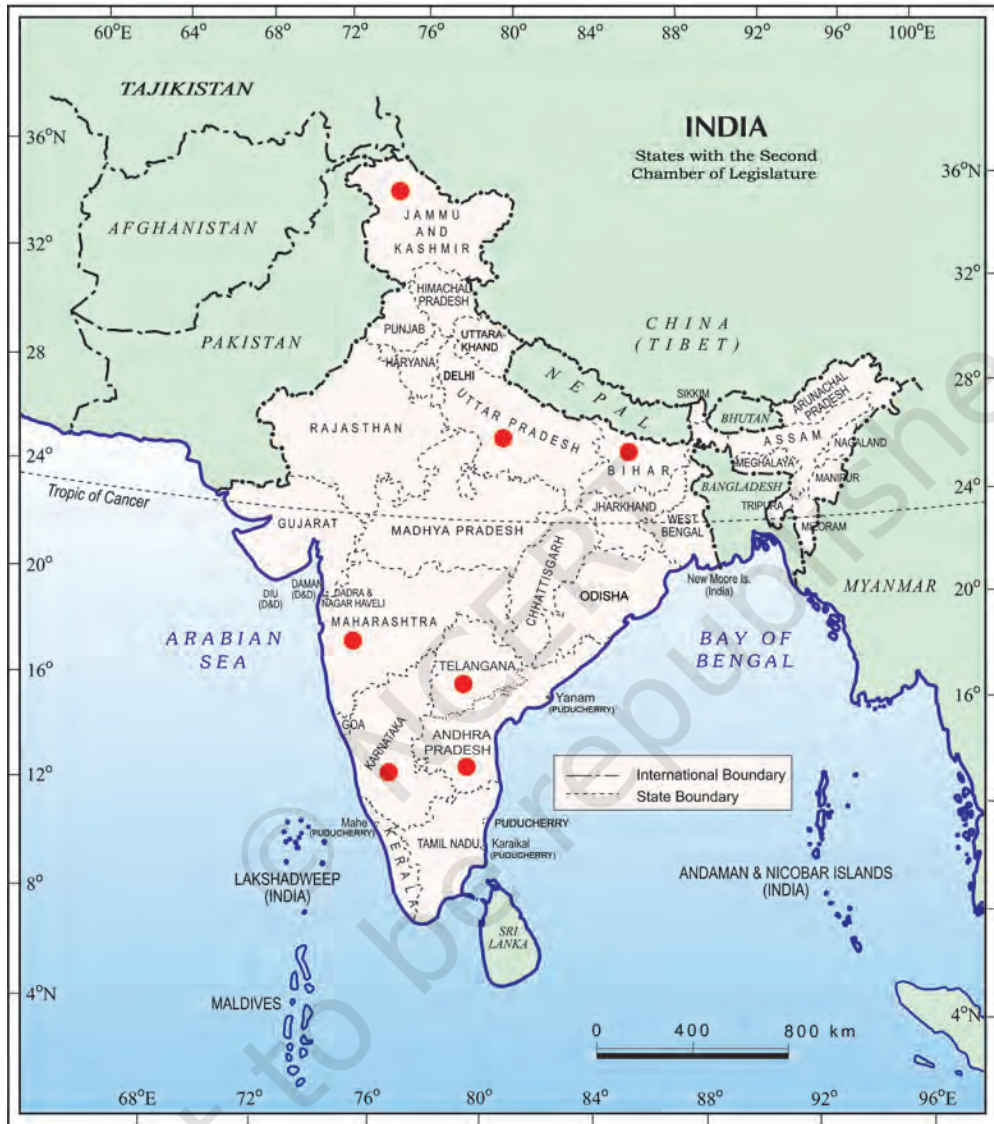 60°E 64° 68° 72° 76° 80° 84° 88° 92° 96° 100°E
TAJIKISTAN
36°N
INDIA
States with the Second
Chamber of Legislature
36°N
JAMMU
AND
KASHMIR
AFGHANISTAN
32°
32°
HIMACHAL
PRADESH
PUNJAB
UTTARA-
KHAND
CHINA
(TIBET)
PAKISTAN
28°
HARYANA
DELHI
28°
NEPAL
SIKKIM
BHUTAN
ARUNACHAL
PRADESH
RAJASTHAN
UTTAR PRADESH
ASSAM
NAGALAND
24°
BIHAR
MEGHALAYA
MANIPUR
BANGLADESH
24°
Tropic of Cancer
TRIPURA
MIZORAM
GUJARAT
MADHYA PRADESH
JHARKHAND
WEST
BENGAL
20°
DIU
(D&D)
DAMAN
(D&D)
DADRA &
NAGAR HAVELI
CHHATTISGARH
ODISHA
New Moore Is.
(India)
MYANMAR
20°
MAHARASHTRA
ARABIAN
SEA
BAY OF
BENGAL
16°
TELANGANA
Yanam
(PUDUCHERRY)
16°
GOA
KARNATAKA
ANDHRA
PRADESH
12°
International Boundary
State Boundary
12°
Mahe
(PUDUCHERRY)
KERALA
TAMIL NADU
PUDUCHERRY
Karaikal
(PUDUCHERRY)
8°
LAKSHADWEEP
(INDIA)
ANDAMAN & NICOBAR ISLANDS
(INDIA)
8°
SRI
LANKA
4°N
MALDIVES
4°N
0 400 800 km
68°E 72° 76° 80° 84° 88° 92° 96°E
© NCERT
to be republishe